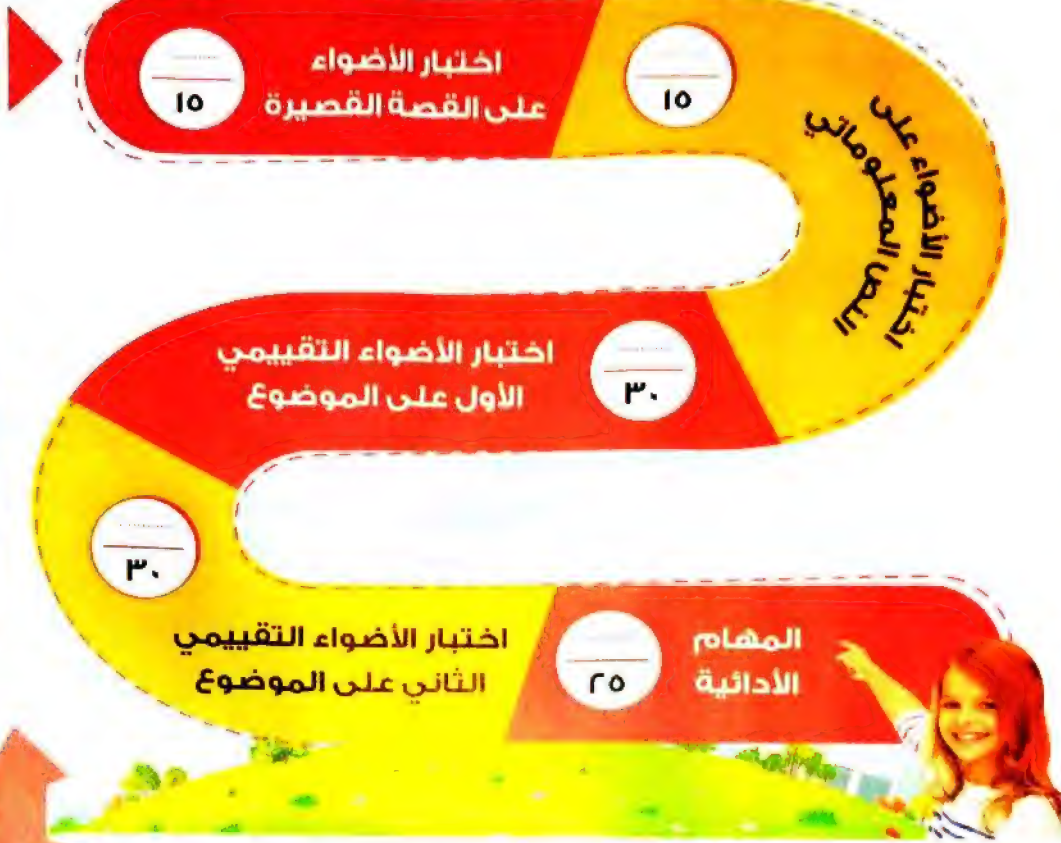 اختبار الأضواء
على القصة القصيرة
١٥
اختبار الأضواء على
النص المعلوماتي
١٥
اختبار الأضواء التقييمي
الأول على الموضوع
٣٠
اختبار الأضواء التقييمي
الثاني على الموضوع
٣٠
المهام
الأدائية
٢٥